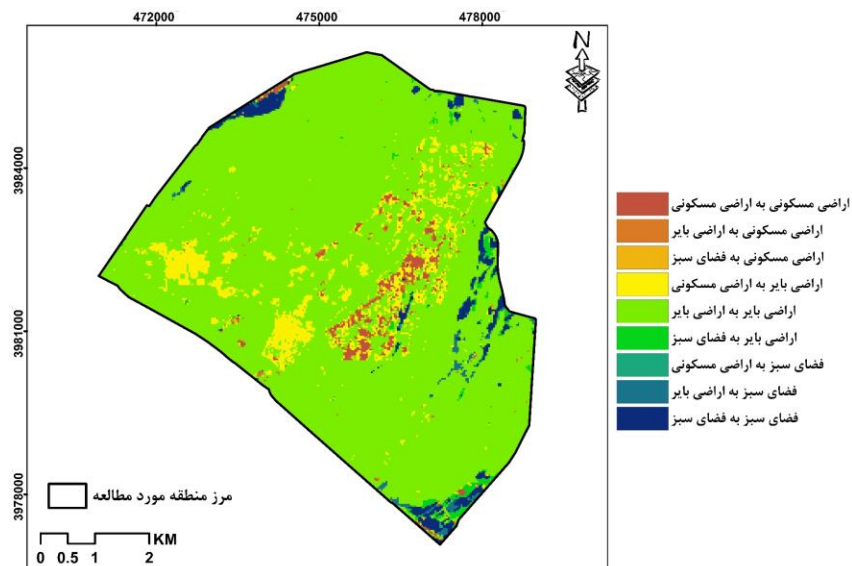 472000 475000 478000
N
3984000
3981000
3978000
اراضی مسکونی به اراضی مسکونی
اراضی مسکونی به اراضی بایر
اراضی مسکونی به فضای سبز
اراضی بایر به اراضی مسکونی
اراضی بایر به اراضی بایر
اراضی بایر به فضای سبز
فضای سبز به اراضی مسکونی
فضای سبز به اراضی بایر
فضای سبز به فضای سبز
مرز منطقه مورد مطالعه
KM
0 0.5 1 2